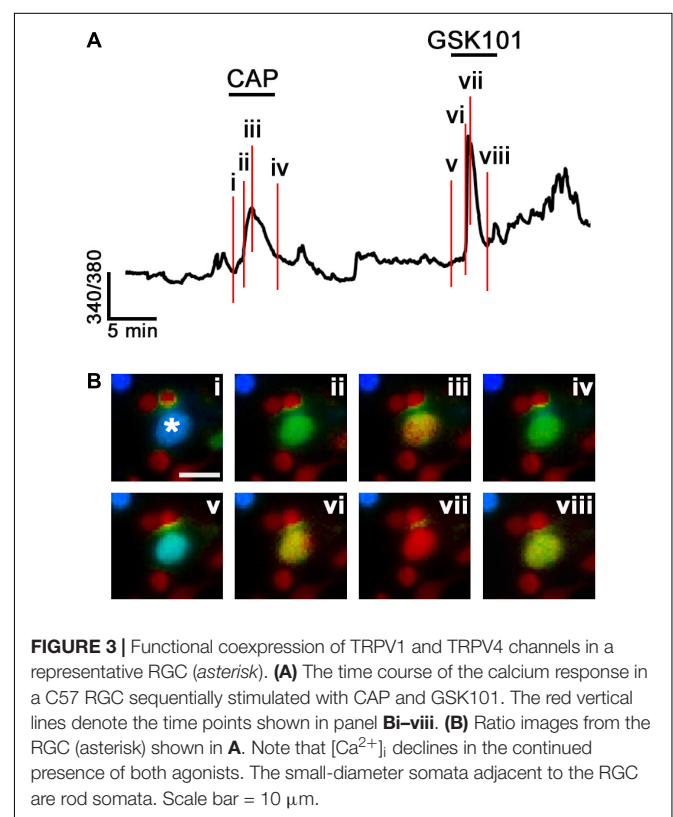 A
GSK101
CAP
vii
vi
iii
ii
iv
i
v
viii
340/380
5 min
B
i
ii
iii
iv
*
v
vi
vii
viii
FIGURE 3 | Functional coexpression of TRPV1 and TRPV4 channels in a
representative RGC (asterisk). (A) The time course of the calcium response in
a C57 RGC sequentially stimulated with CAP and GSK101. The red vertical
lines denote the time points shown in panel Bi–viii. (B) Ratio images from the
RGC (asterisk) shown in A. Note that [Ca²⁺]ᵢ declines in the continued
presence of both agonists. The small-diameter somata adjacent to the RGC
are rod somata. Scale bar = 10 μm.